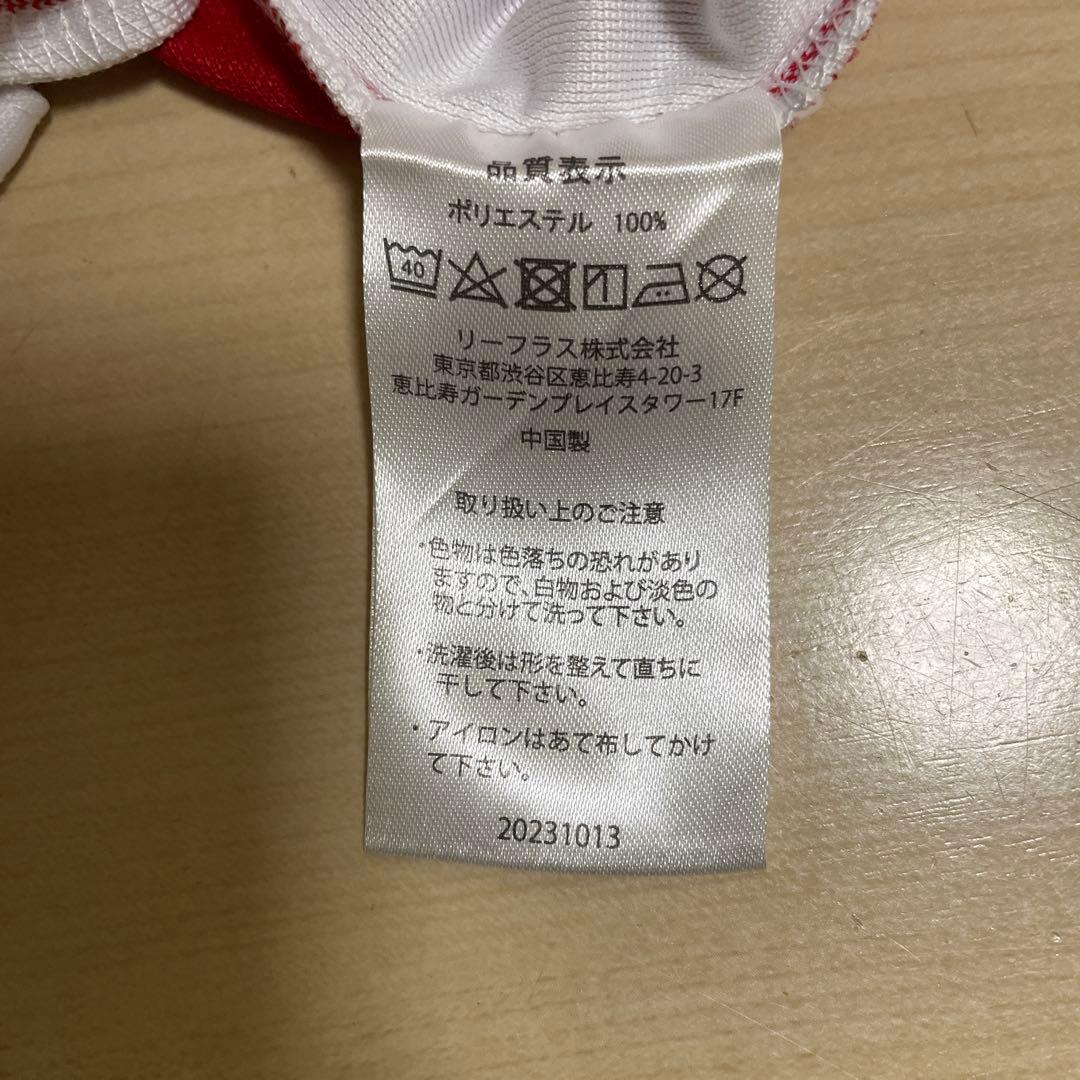 品質表示
ポリエステル 100%
40
リーフラス株式会社
東京都渋谷区恵比寿4-20-3
恵比寿ガーデンプレイスタワー17F
中国製
取り扱い上のご注意
・色物は色落ちの恐れがあり
ますので、白物および淡色の
物と分けて洗って下さい。
・洗濯後は形を整えて直ちに
干して下さい。
・アイロンはあて布してかけ
て下さい。
20231013